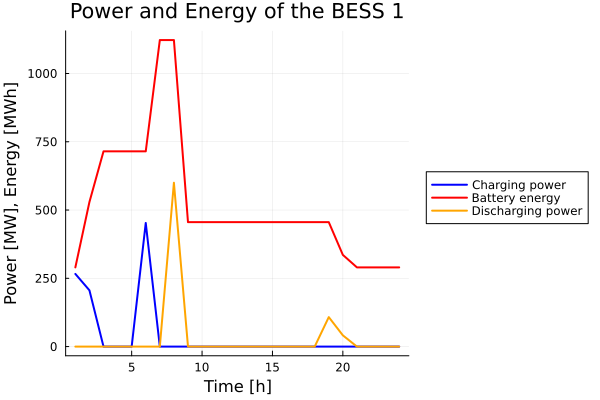 Power and Energy of the BESS 1
Power [MW], Energy [MWh]
1000
750
500
250
0
5
10
15
20
Time [h]
Charging power
Battery energy
Discharging power